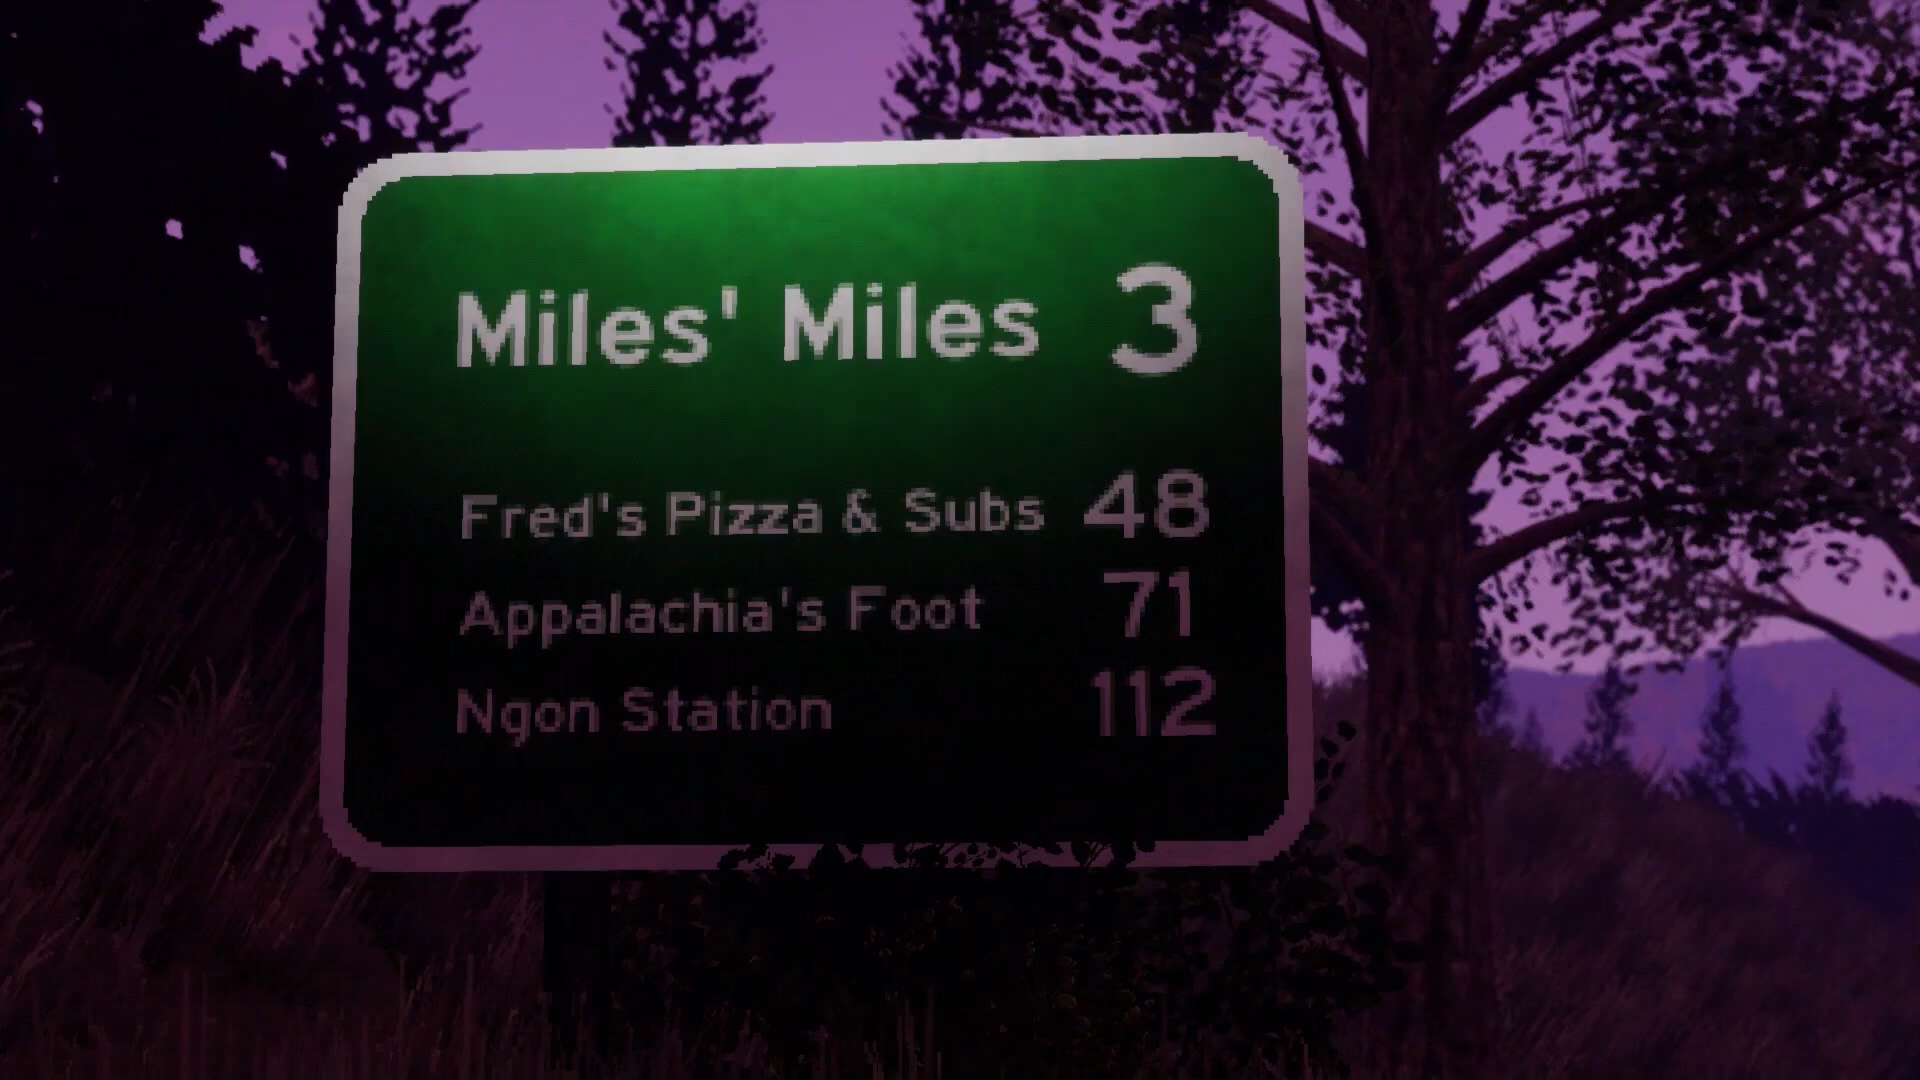 Miles' Miles 3
Fred's Pizza & Subs 48
Appalachia's Foot 71
Ngon Station 112